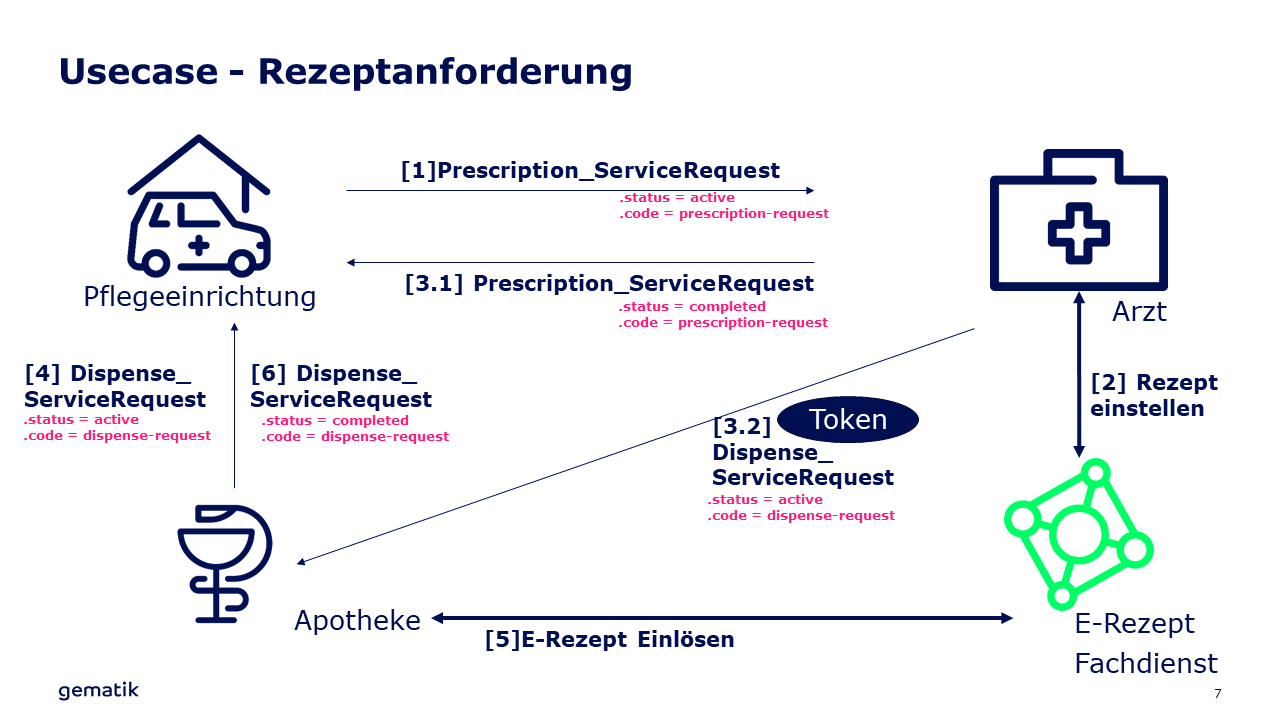 Usecase - Rezeptanforderung
[1]Prescription_ServiceRequest
.status = active
.code = prescription-request
[3.1] Prescription_ServiceRequest
.status = completed
.code = prescription-request
Pflegeeinrichtung
Arzt
[4] Dispense_
ServiceRequest
.status = active
.code = dispense-request
[6] Dispense_
ServiceRequest
.status = completed
.code = dispense-request
[2] Rezept
einstellen
Token
[3.2]
Dispense_
ServiceRequest
.status = active
.code = dispense-request
Apotheke
[5]E-Rezept Einlösen
E-Rezept
Fachdienst
gematik
7